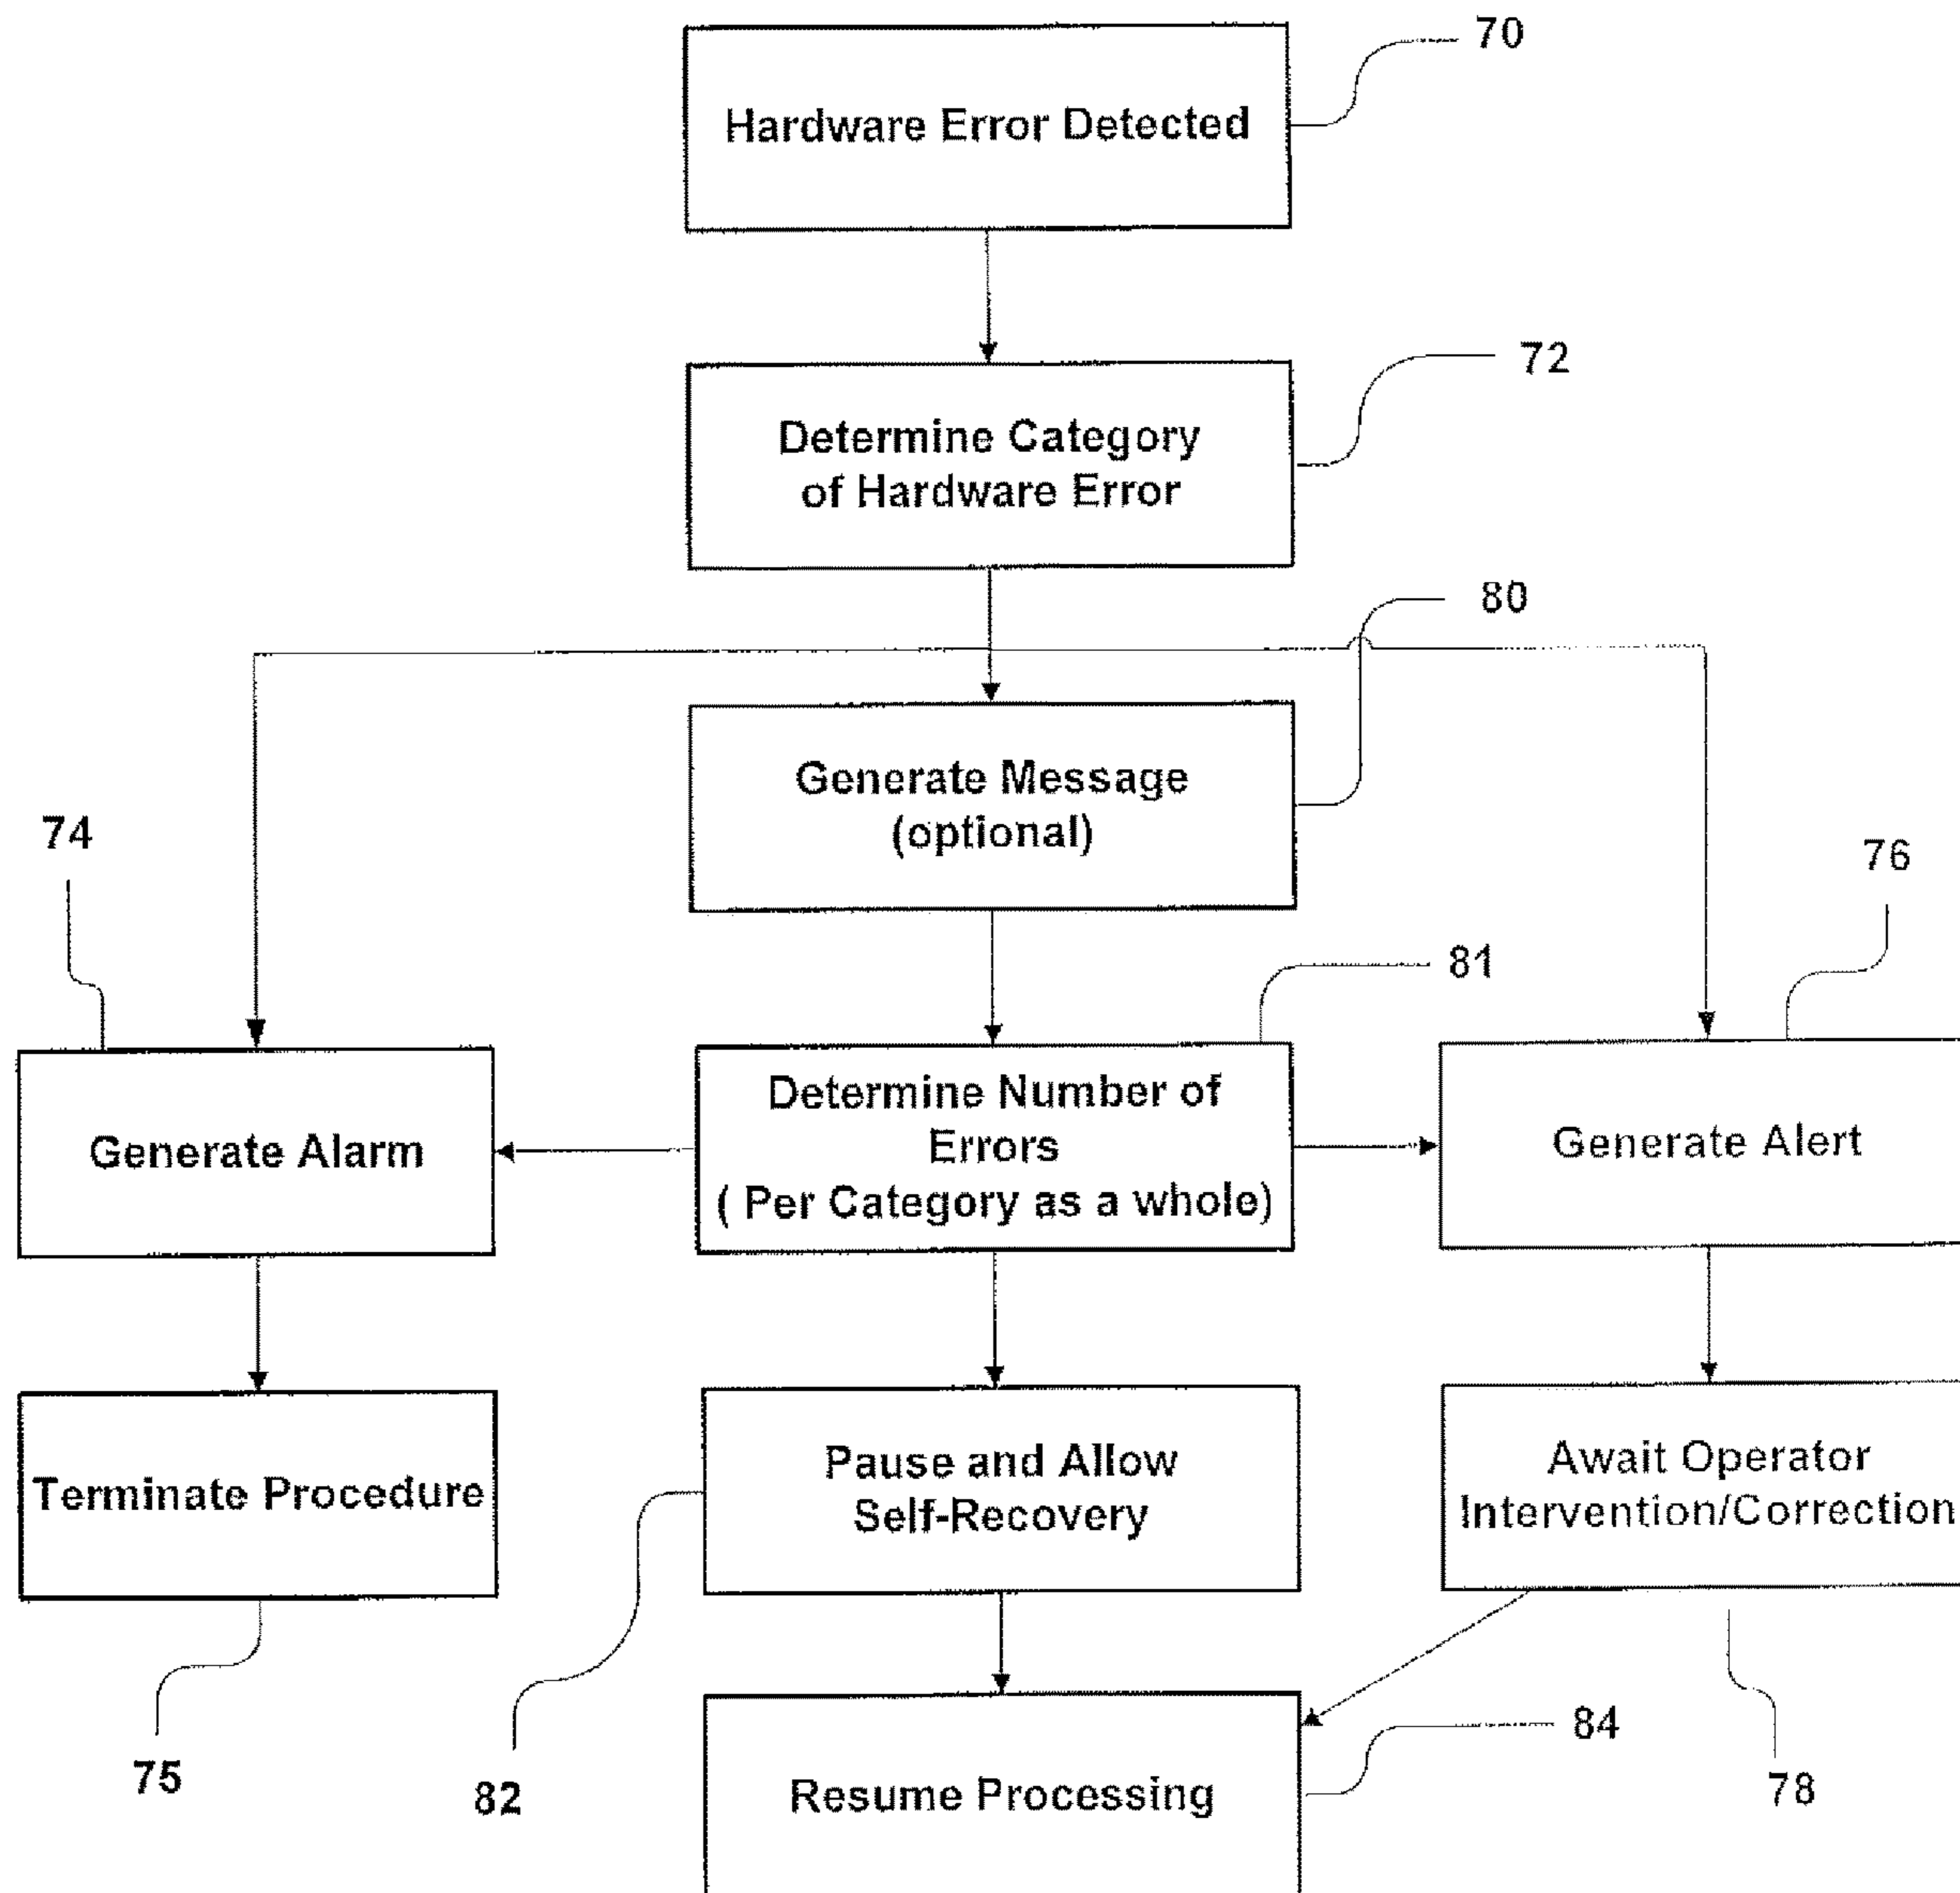 70
Hardware Error Detected
72
Determine Category
of Hardware Error
80
Generate Message
(optional)
74
76
81
Generate Alarm
Determine Number of
Errors
( Per Category as a whole)
Generate Alert
Terminate Procedure
Pause and Allow
Self-Recovery
Await Operator
Intervention/Correction
75
82
84
78
Resume Processing